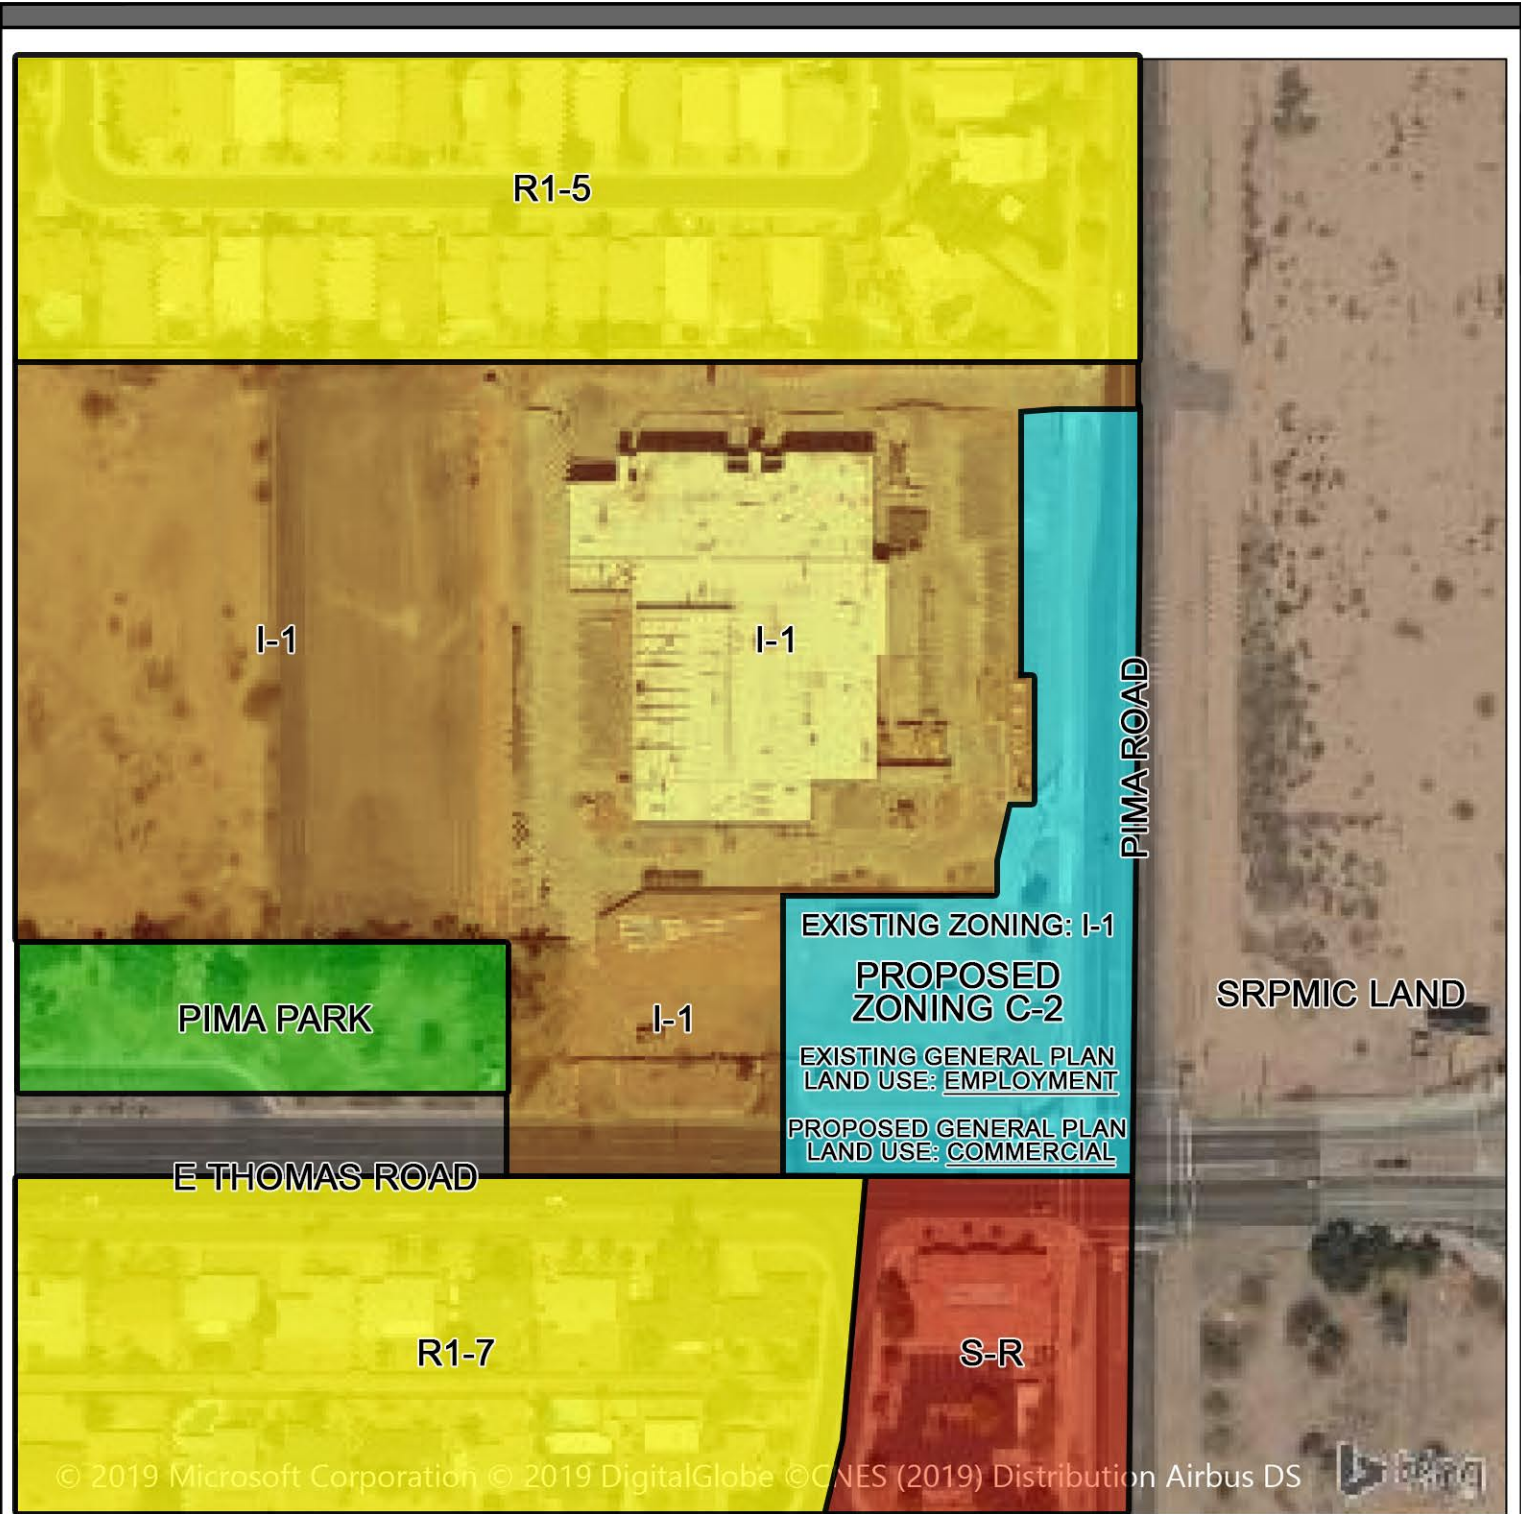 R1-5
I-1
I-1
PIMA ROAD
EXISTING ZONING: I-1
PROPOSED
ZONING C-2
SRPMIC LAND
PIMA PARK
I-1
EXISTING GENERAL PLAN
LAND USE: EMPLOYMENT
PROPOSED GENERAL PLAN
LAND USE: COMMERCIAL
E THOMAS ROAD
R1-7
S-R
© 2019 Microsoft Corporation © 2019 DigitalGlobe ©CNES (2019) Distribution Airbus DS
bing